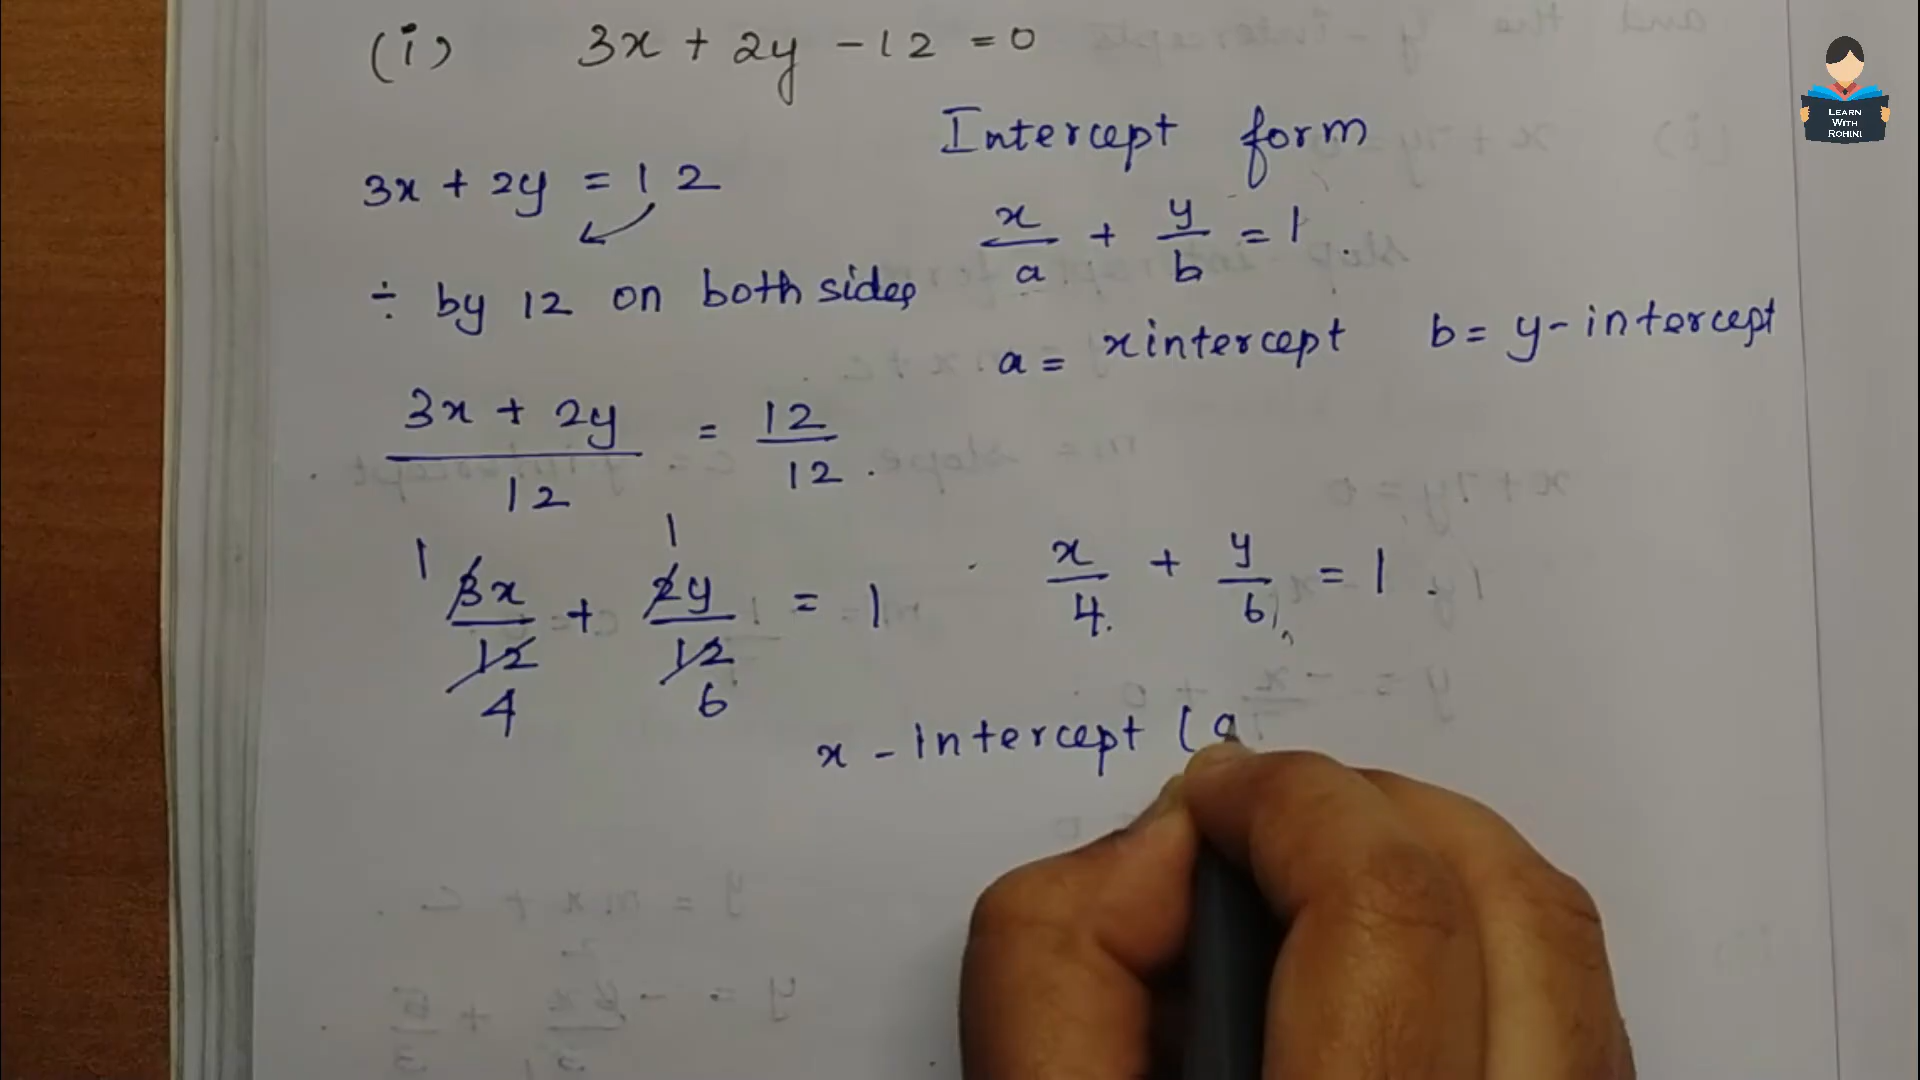 (i) 3x + 2y - 12 = 0
Intercept form
3x + 2y = 12
x/a + y/b = 1.
÷ by 12 on both sides
a = x intercept b = y-intercept
3x + 2y / 12 = 12/12.
1 3x/12 4 + 1 2y/12 6 = 1
x/4. + y/6, = 1.
x - Intercept (a
LEARN
WITH
ROHINI